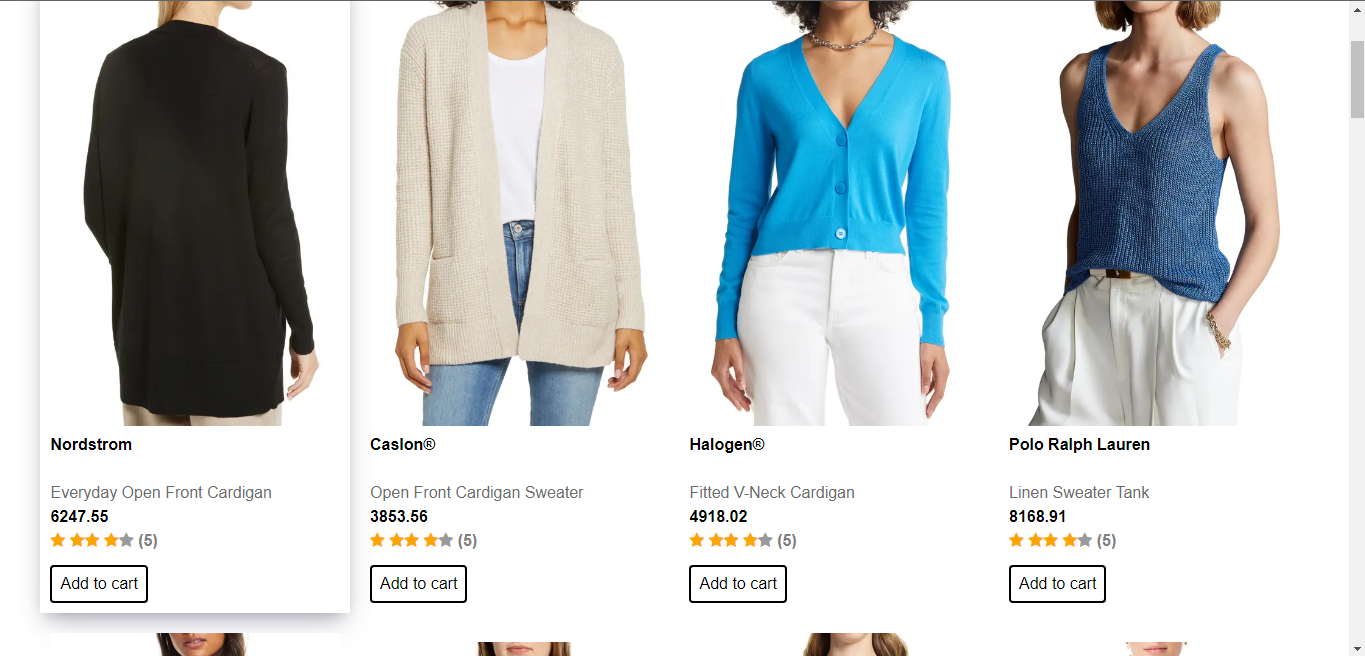 Nordstrom
Everyday Open Front Cardigan
6247.55
(5)
Add to cart
Caslon®
Open Front Cardigan Sweater
3853.56
(5)
Add to cart
Halogen®
Fitted V-Neck Cardigan
4918.02
(5)
Add to cart
Polo Ralph Lauren
Linen Sweater Tank
8168.91
(5)
Add to cart